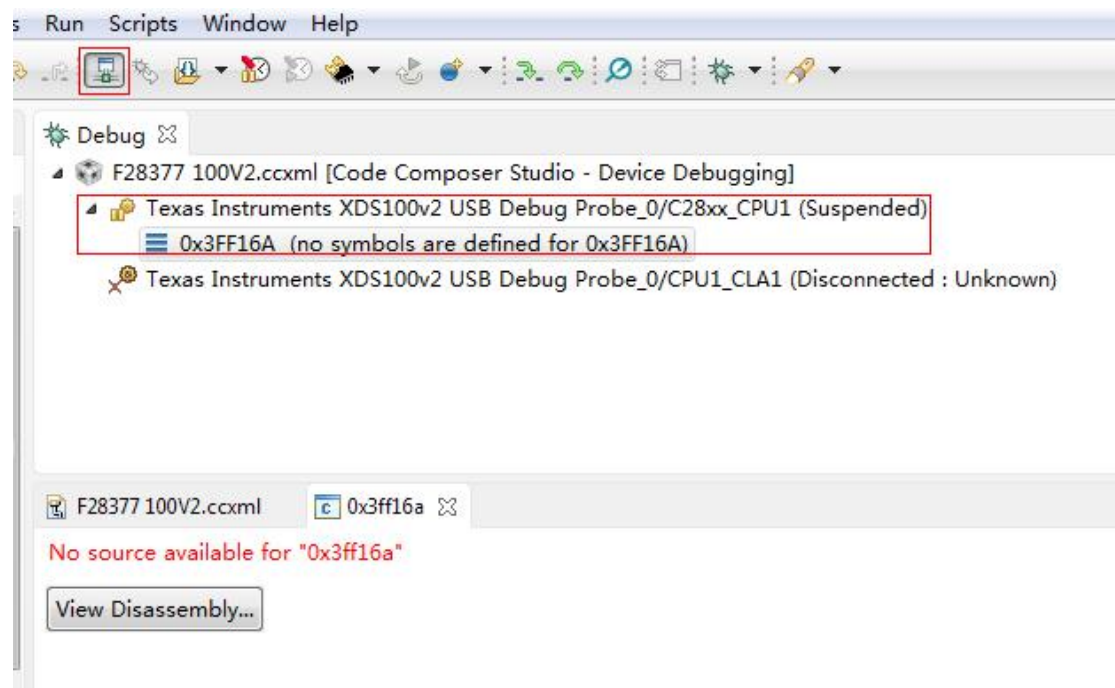 s Run Scripts Window Help
Debug
F28377 100V2.ccxml [Code Composer Studio - Device Debugging]
Texas Instruments XDS100v2 USB Debug Probe_0/C28xx_CPU1 (Suspended)
0x3FF16A (no symbols are defined for 0x3FF16A)
Texas Instruments XDS100v2 USB Debug Probe_0/CPU1_CLA1 (Disconnected : Unknown)
F28377 100V2.ccxml c 0x3ff16a
No source available for "0x3ff16a"
View Disassembly...